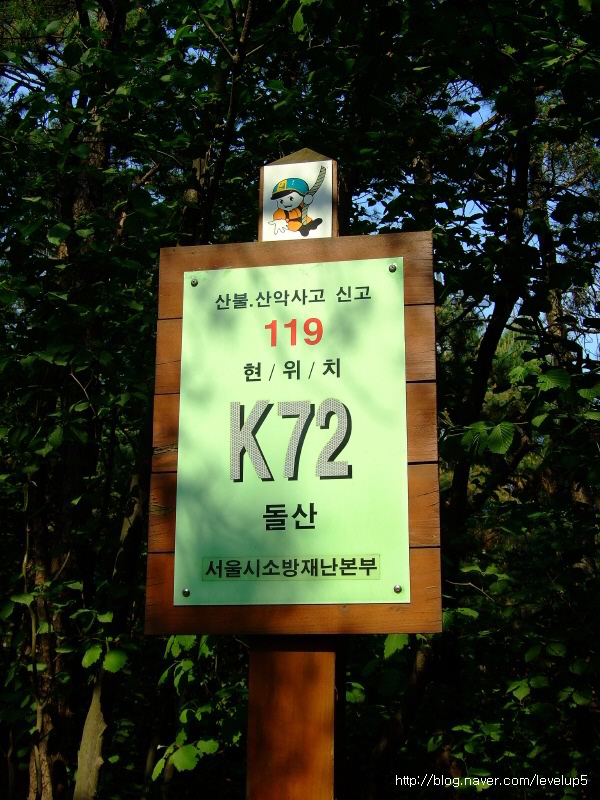 산불.산악사고 신고
119
현/위/치
K72
돌산
서울시소방재난본부
http://blog.naver.com/levelup5